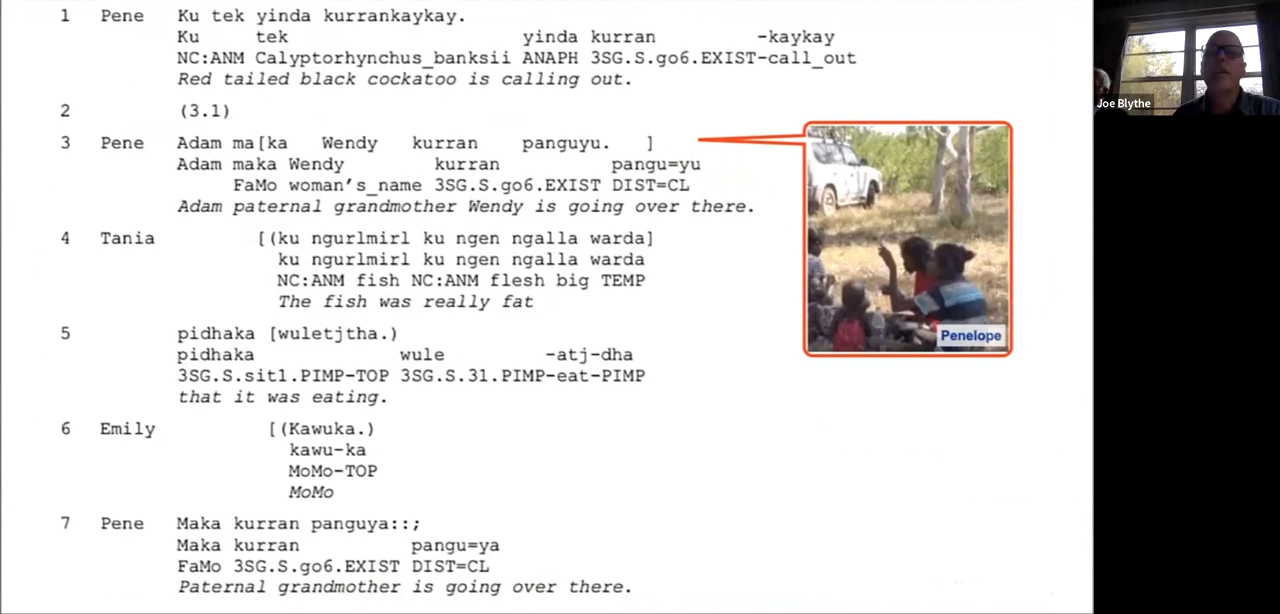 1 Pene Ku tek yinda kurrankaykay.
Ku tek yinda kurran -kaykay
NC:ANM Calyptorhynchus_banksii ANAPH 3SG.S.go6.EXIST-call_out
Red tailed black cockatoo is calling out.
2 (3.1)
3 Pene Adam ma[ka Wendy kurran panguyu. ]
Adam maka Wendy kurran pangu=yu
FaMo woman's_name 3SG.S.go6.EXIST DIST=CL
Adam paternal grandmother Wendy is going over there.
4 Tania [(ku ngurlmirl ku ngen ngalla warda]
ku ngurlmirl ku ngen ngalla warda
NC:ANM fish NC:ANM flesh big TEMP
The fish was really fat
5 pidhaka [wuletjtha.)
pidhaka wule -atj-dha
3SG.S.sit1.PIMP-TOP 3SG.S.31.PIMP-eat-PIMP
that it was eating.
6 Emily [(Kawuka.)
kawu-ka
MoMo-TOP
MoMo
7 Pene Maka kurran panguya::;
Maka kurran pangu=ya
FaMo 3SG.S.go6.EXIST DIST=CL
Paternal grandmother is going over there.
Penelope
Joe Blythe